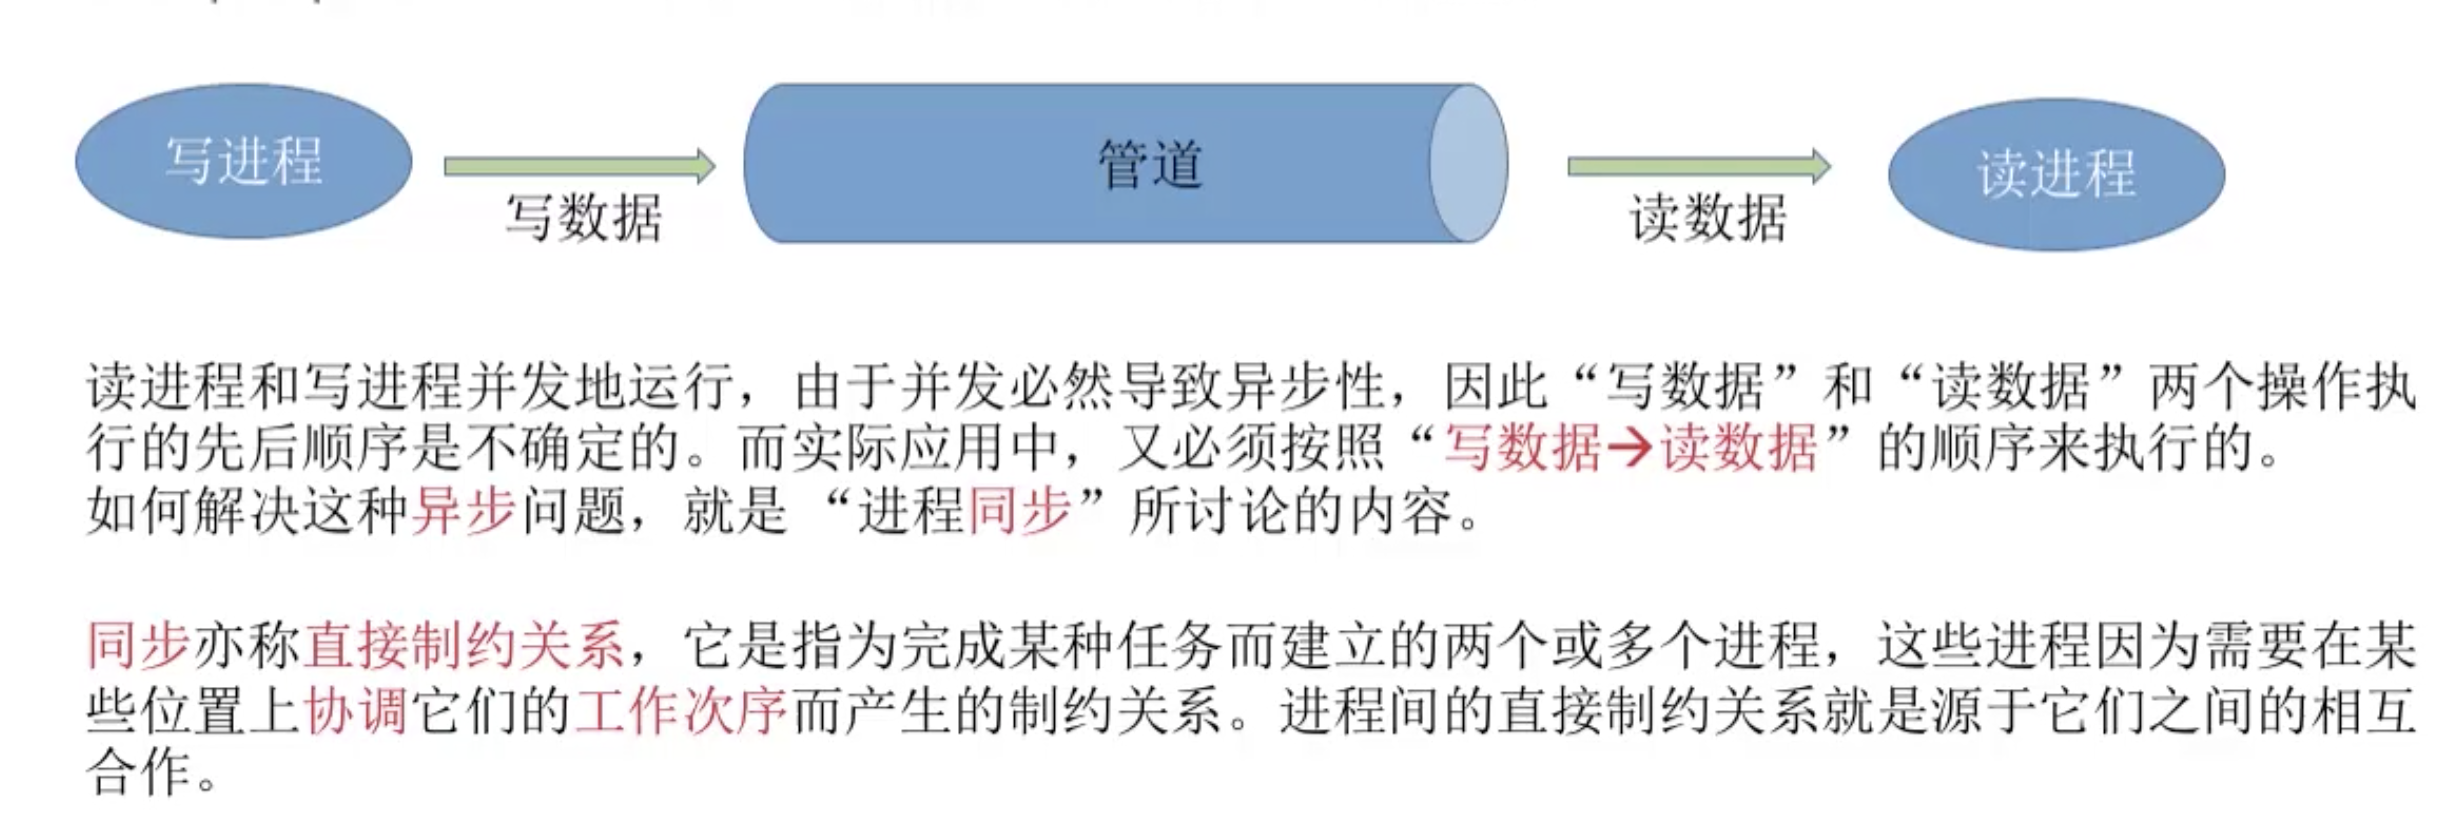 写进程
写数据
管道
读数据
读进程
读进程和写进程并发地运行，由于并发必然导致异步性，因此“写数据”和“读数据”两个操作执
行的先后顺序是不确定的。而实际应用中，又必须按照“写数据→读数据”的顺序来执行的。
如何解决这种异步问题，就是 “进程同步”所讨论的内容。
同步亦称直接制约关系，它是指为完成某种任务而建立的两个或多个进程，这些进程因为需要在某
些位置上协调它们的工作次序而产生的制约关系。进程间的直接制约关系就是源于它们之间的相互
合作。